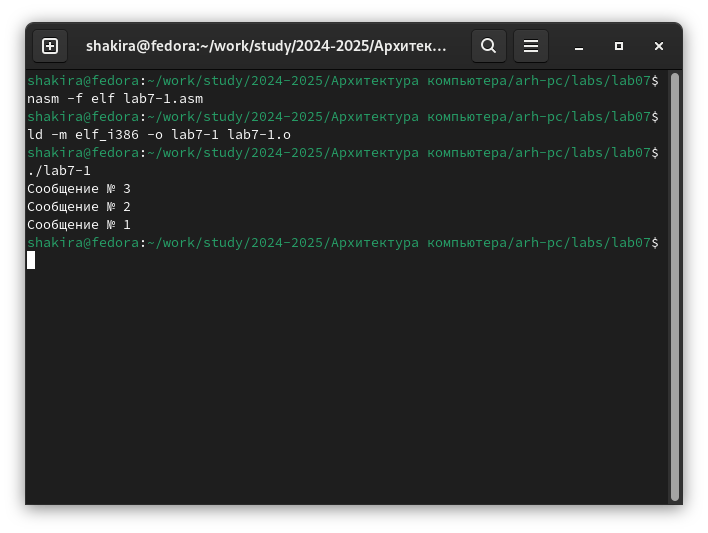 shakira@fedora:~/work/study/2024-2025/Архитек...
shakira@fedora:~/work/study/2024-2025/Архитектура компьютера/arh-pc/labs/lab07$
nasm -f elf lab7-1.asm
shakira@fedora:~/work/study/2024-2025/Архитектура компьютера/arh-pc/labs/lab07$
ld -m elf_i386 -o lab7-1 lab7-1.o
shakira@fedora:~/work/study/2024-2025/Архитектура компьютера/arh-pc/labs/lab07$
./lab7-1
Сообщение № 3
Сообщение № 2
Сообщение № 1
shakira@fedora:~/work/study/2024-2025/Архитектура компьютера/arh-pc/labs/lab07$